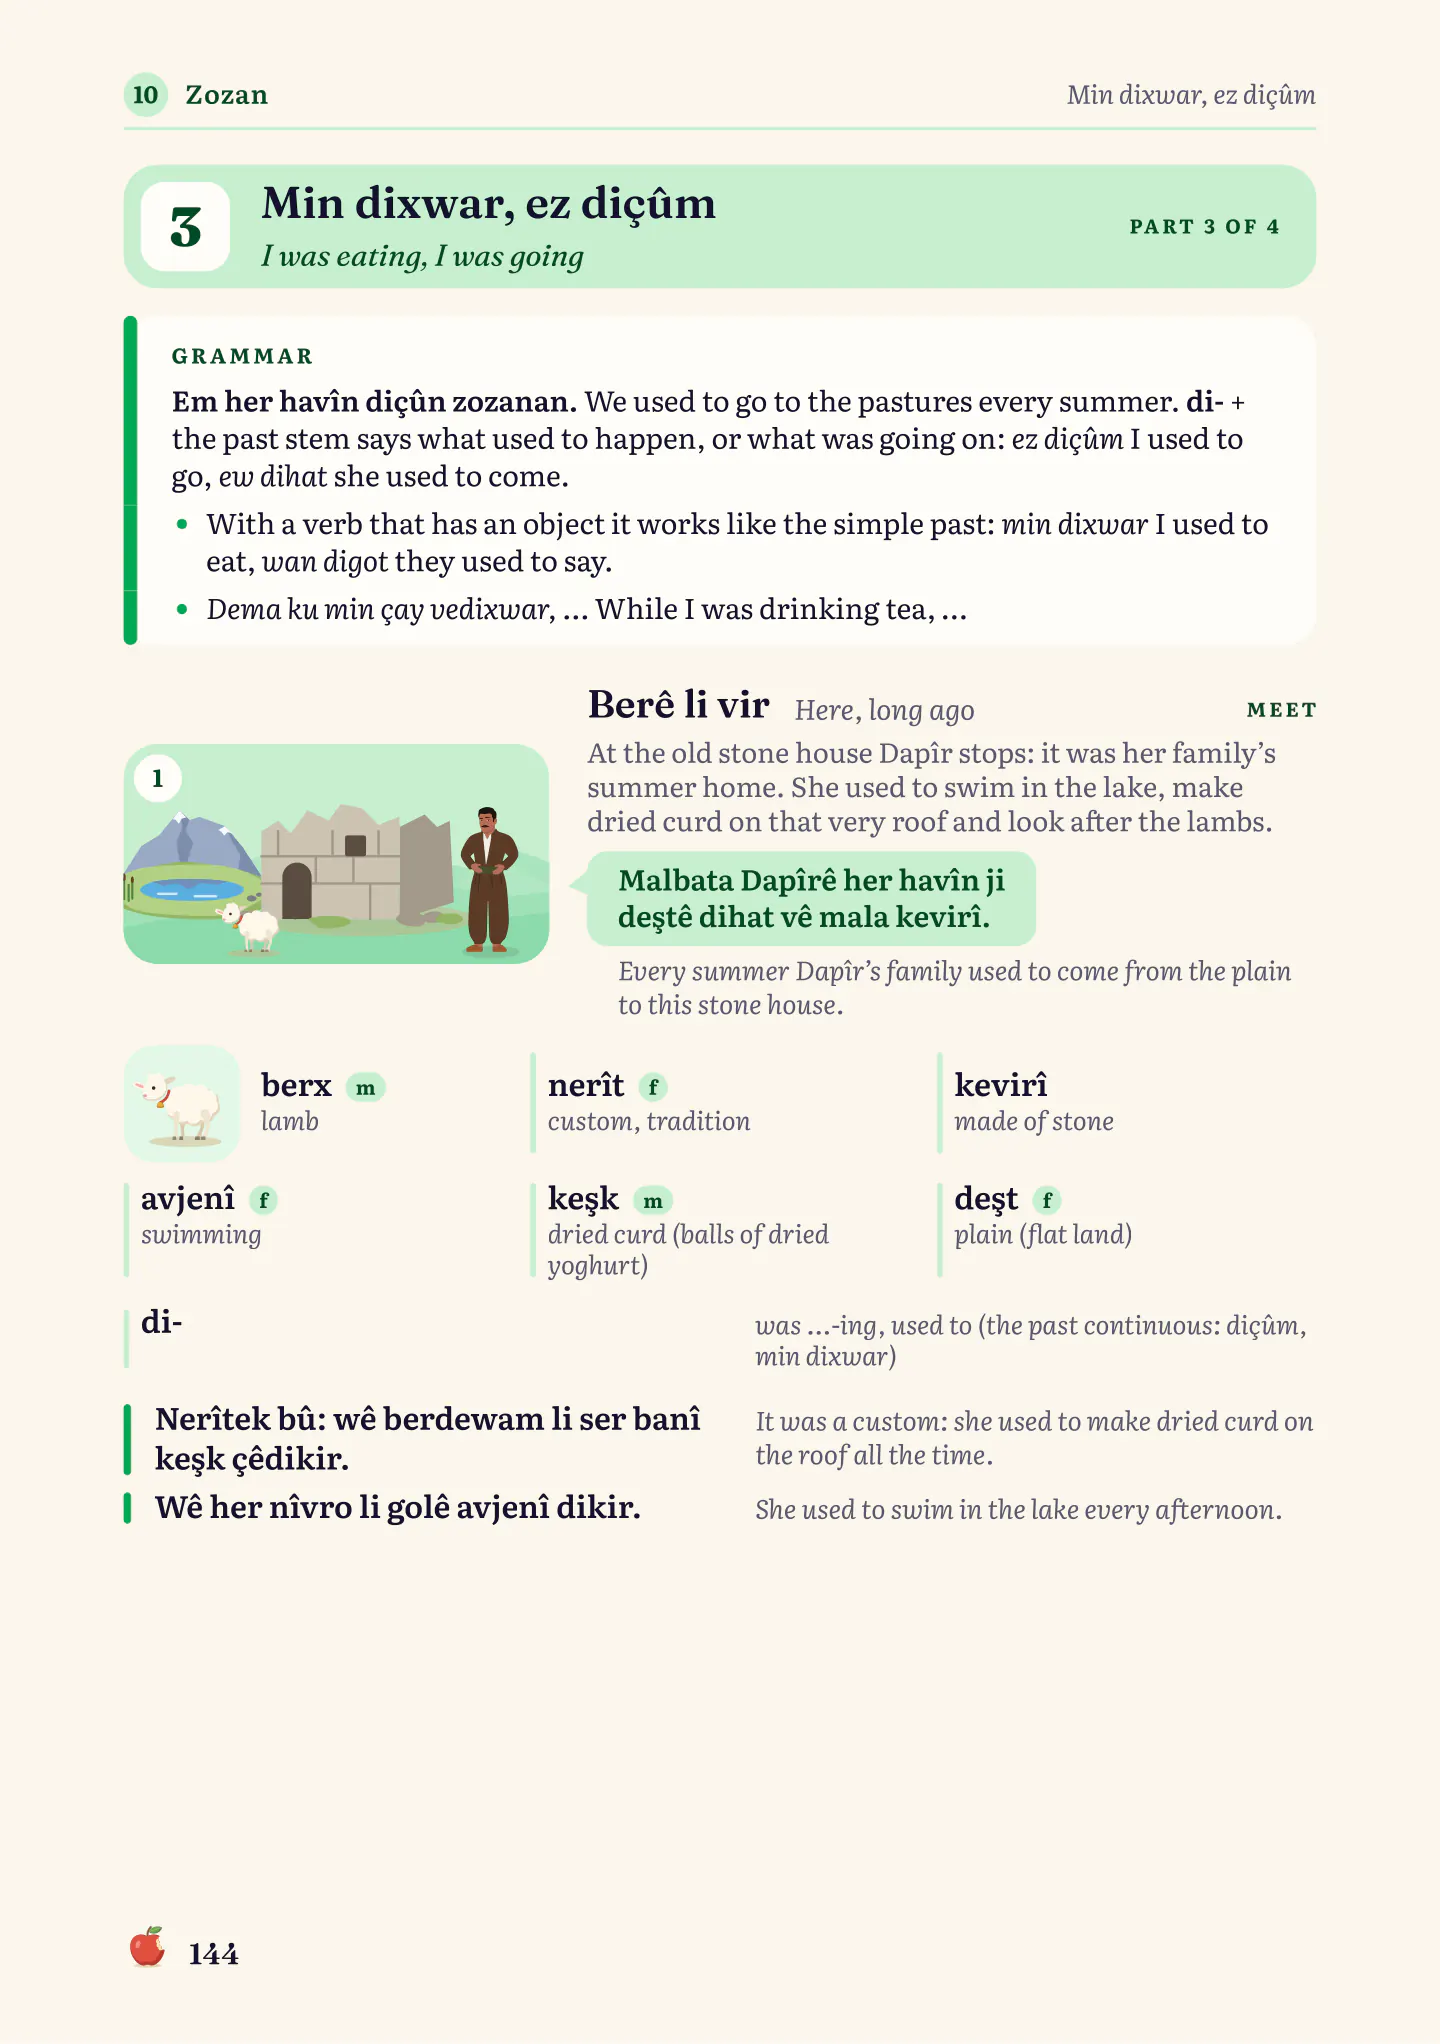 10 Zozan
Min dixwar, ez diçûm
3
Min dixwar, ez diçûm
I was eating, I was going
PART 3 OF 4
GRAMMAR
Em her havîn diçûn zozanan. We used to go to the pastures every summer. di- +
the past stem says what used to happen, or what was going on: ez diçûm I used to
go, ew dihat she used to come.
• With a verb that has an object it works like the simple past: min dixwar I used to
eat, wan digot they used to say.
• Dema ku min çay vedixwar, … While I was drinking tea, …
Berê li vir Here, long ago
MEET
1
At the old stone house Dapîr stops: it was her family’s
summer home. She used to swim in the lake, make
dried curd on that very roof and look after the lambs.
Malbata Dapîrê her havîn ji
deştê dihat vê mala kevirî.
Every summer Dapîr’s family used to come from the plain
to this stone house.
berx m
lamb
nerît f
custom, tradition
kevirî
made of stone
avjenî f
swimming
keşk m
dried curd (balls of dried
yoghurt)
deşt f
plain (flat land)
di-
was …-ing, used to (the past continuous: diçûm,
min dixwar)
Nerîtek bû: wê berdewam li ser banî
keşk çêdikir.
It was a custom: she used to make dried curd on
the roof all the time.
Wê her nîvro li golê avjenî dikir.
She used to swim in the lake every afternoon.
144